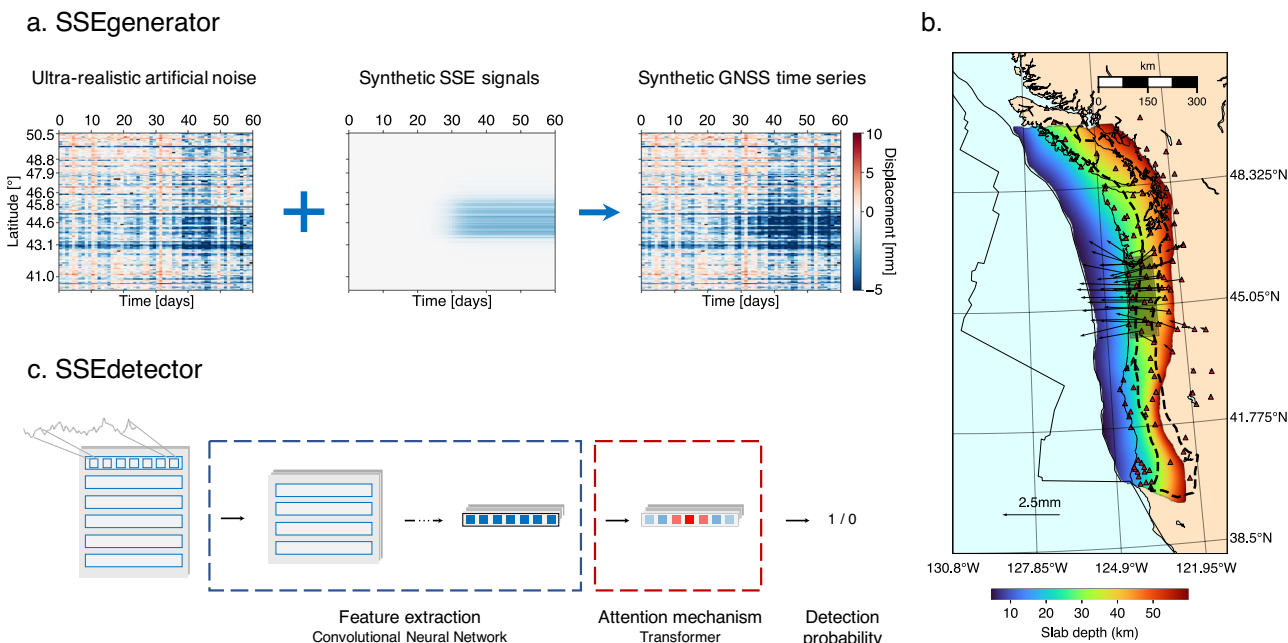 a. SSEgenerator
Ultra-realistic artificial noise
Synthetic SSE signals
Synthetic GNSS time series
0 10 20 30 40 50 60
0 10 20 30 40 50 60
0 10 20 30 40 50 60
50.5
48.8
47.9
46.6
45.8
44.6
43.1
41.0
Latitude [°]
Time [days]
Time [days]
Time [days]
10
5
0
−5
Displacement [mm]
b.
km
0 150 300
48.325°N
45.05°N
41.775°N
38.5°N
2.5mm
130.8°W 127.85°W 124.9°W 121.95°W
10 20 30 40 50
Slab depth (km)
c. SSEdetector
1 / 0
Feature extraction
Convolutional Neural Network
Attention mechanism
Transformer
Detection
probability